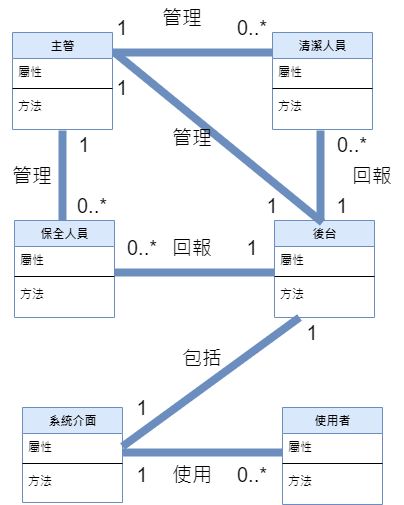 管理
1
0..*
主管
屬性
方法
清潔人員
屬性
方法
1
管理
1
管理
0..*
0..*
回報
1
1
保全人員
屬性
方法
0..*
回報
1
後台
屬性
方法
1
包括
1
系統介面
屬性
方法
使用者
屬性
方法
1
使用
0..*